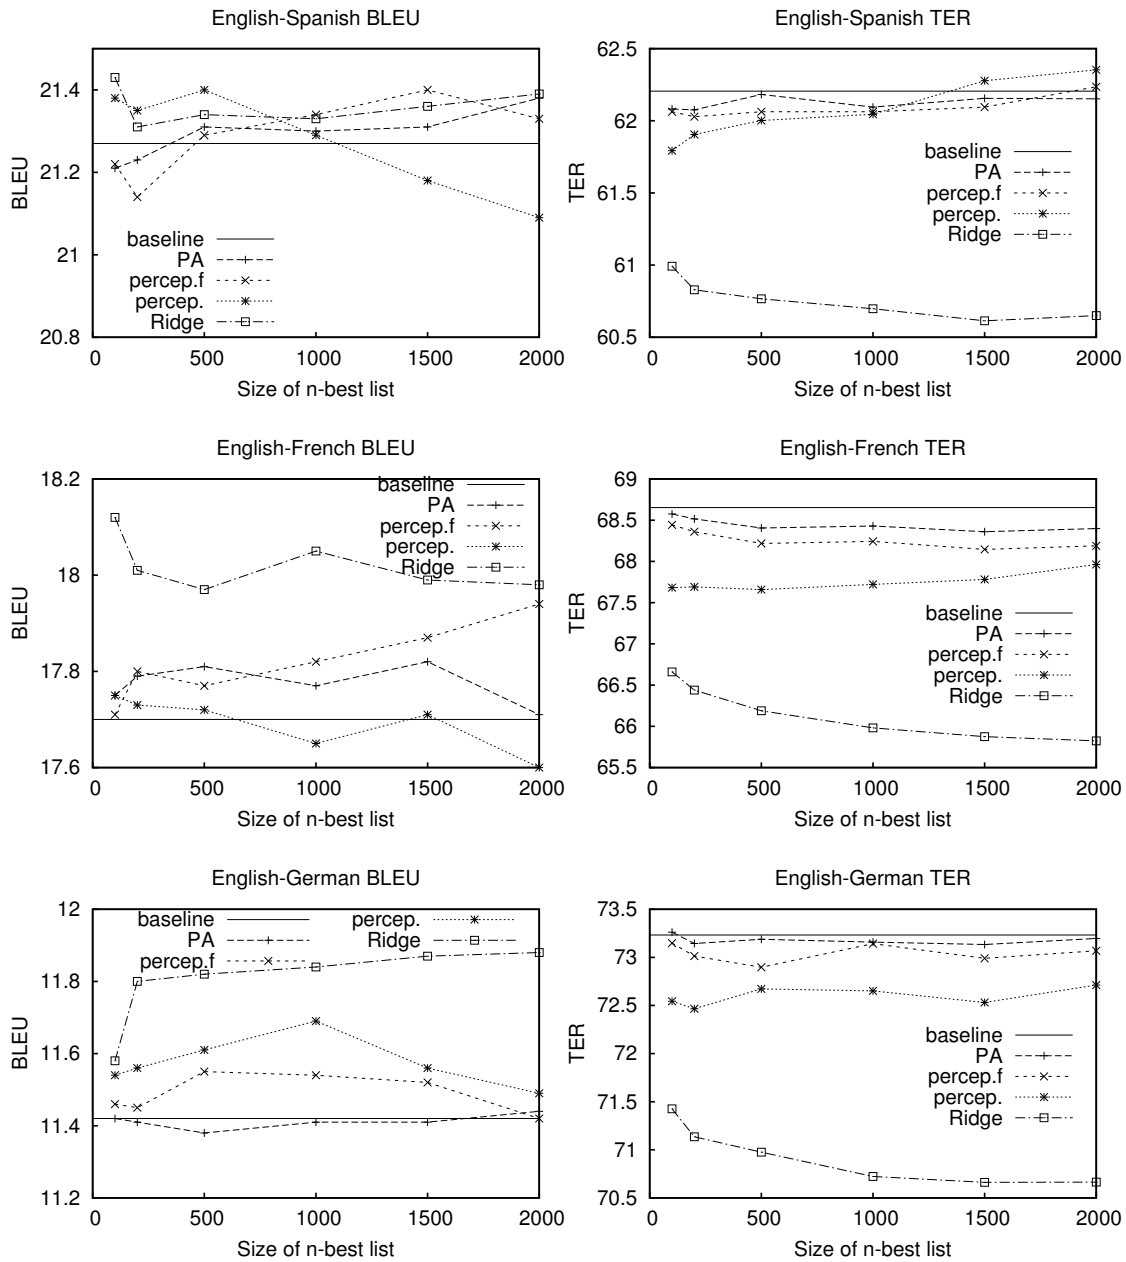 English-Spanish BLEU
BLEU
21.4
21.2
21
20.8
baseline
PA
percep.f
percep.
Ridge
0 500 1000 1500 2000
Size of n-best list
English-Spanish TER
TER
62.5
62
61.5
61
60.5
baseline
PA
percep.f
percep.
Ridge
0 500 1000 1500 2000
Size of n-best list
English-French BLEU
BLEU
18.2
18
17.8
17.6
baseline
PA
percep.f
percep.
Ridge
0 500 1000 1500 2000
Size of n-best list
English-French TER
TER
69
68.5
68
67.5
67
66.5
66
65.5
baseline
PA
percep.f
percep.
Ridge
0 500 1000 1500 2000
Size of n-best list
English-German BLEU
BLEU
12
11.8
11.6
11.4
11.2
baseline
PA
percep.f
percep.
Ridge
0 500 1000 1500 2000
Size of n-best list
English-German TER
TER
73.5
73
72.5
72
71.5
71
70.5
baseline
PA
percep.f
percep.
Ridge
0 500 1000 1500 2000
Size of n-best list